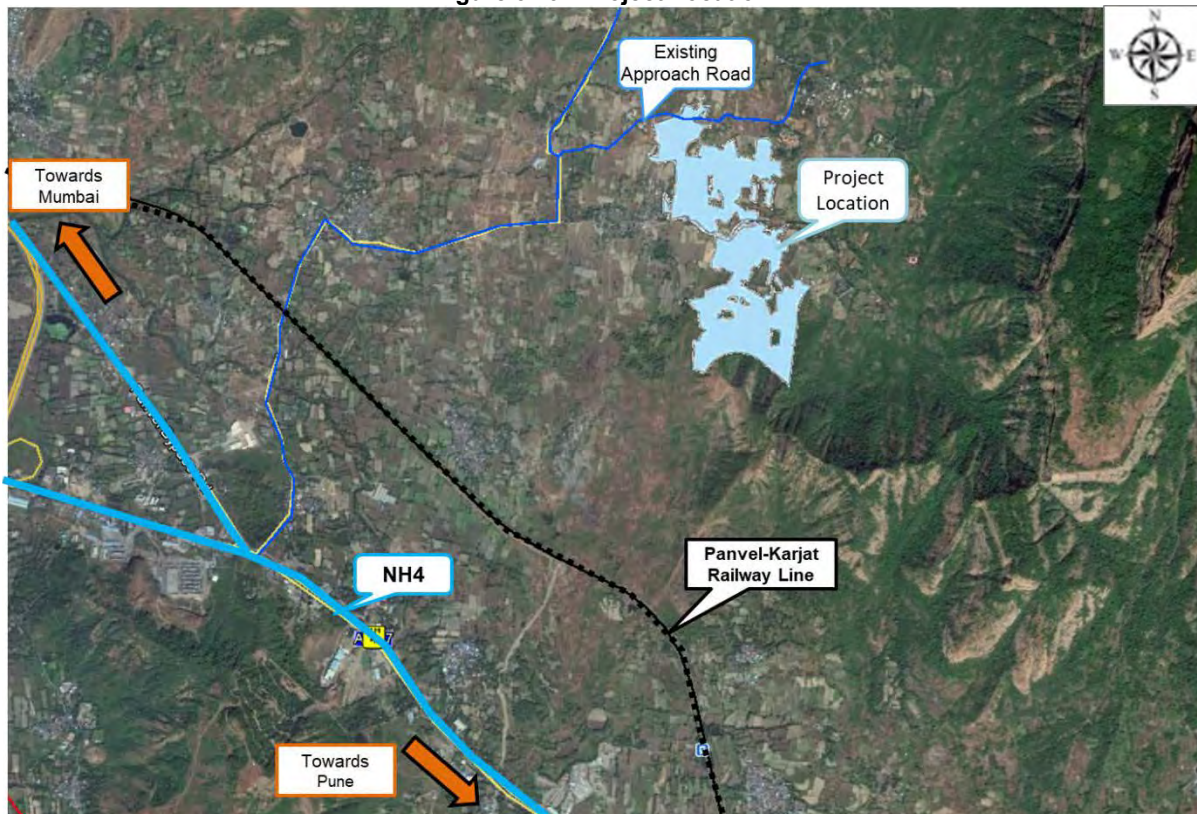 Existing
Approach Road
N
W
E
S
Towards
Mumbai
Project
Location
NH4
Panvel-Karjat
Railway Line
Towards
Pune